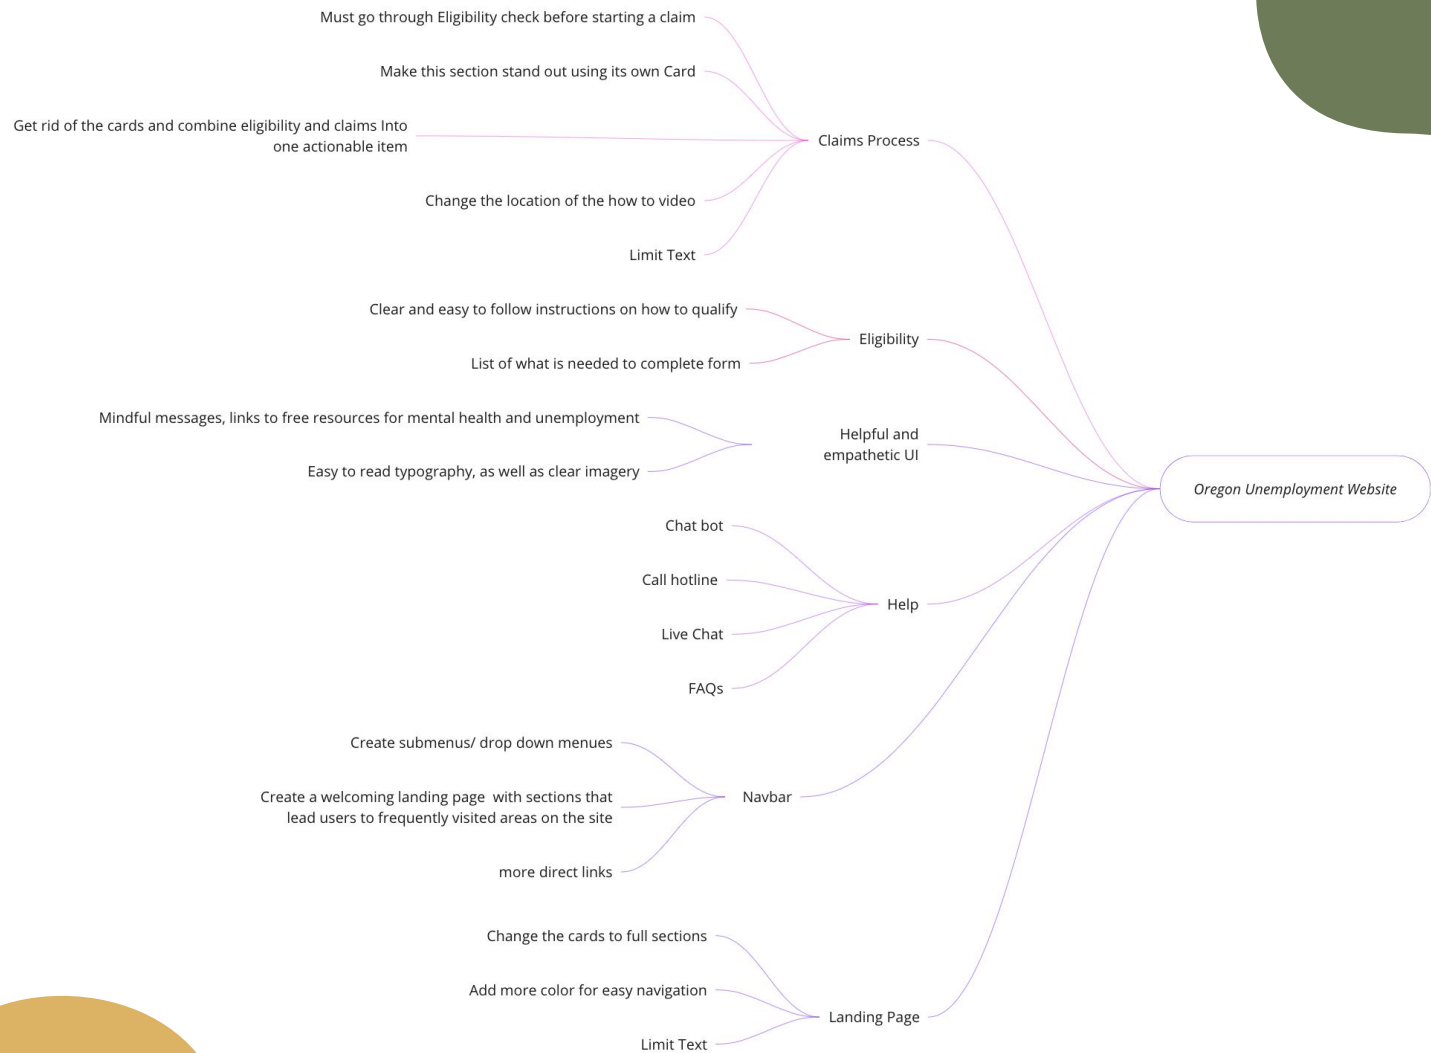 Must go through Eligibility check before starting a claim
Make this section stand out using its own Card
Get rid of the cards and combine eligibility and claims Into
one actionable item
Claims Process
Change the location of the how to video
Limit Text
Clear and easy to follow instructions on how to qualify
Eligibility
List of what is needed to complete form
Mindful messages, links to free resources for mental health and unemployment
Helpful and
empathetic UI
Easy to read typography, as well as clear imagery
Oregon Unemployment Website
Chat bot
Call hotline
Help
Live Chat
FAQs
Create submenus/ drop down menues
Create a welcoming landing page  with sections that
lead users to frequently visited areas on the site
Navbar
more direct links
Change the cards to full sections
Add more color for easy navigation
Landing Page
Limit Text